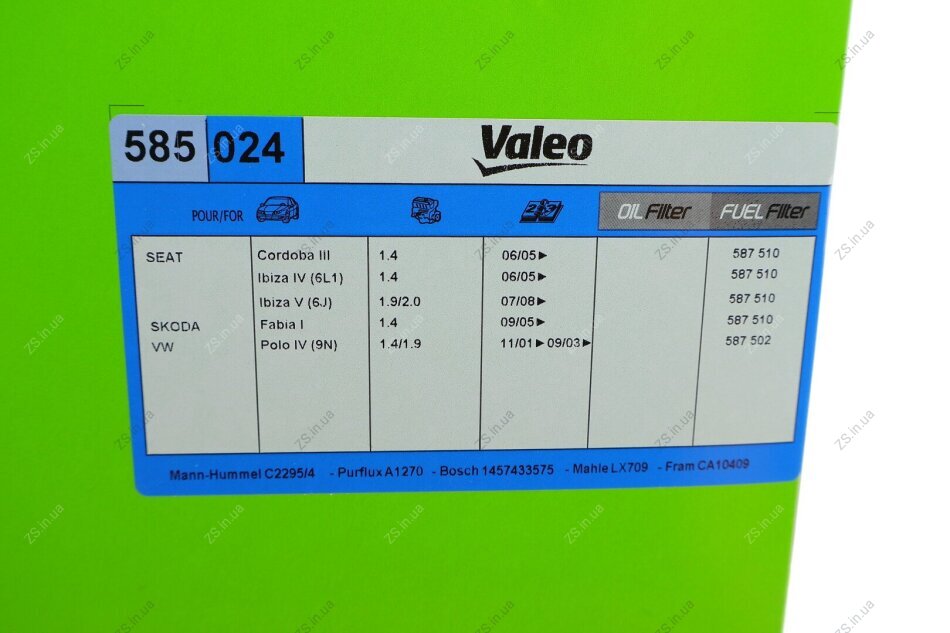 585 024 Valeo
POUR/FOR OIL Filter FUEL Filter
SEAT Cordoba III 1.4 06/05► 587 510
Ibiza IV (6L1) 1.4 06/05► 587 510
Ibiza V (6J) 1.9/2.0 07/08► 587 510
SKODA Fabia I 1.4 09/05► 587 510
VW Polo IV (9N) 1.4/1.9 11/01►09/03► 587 502
Mann-Hummel C2295/4 - Purflux A1270 - Bosch 1457433575 - Mahle LX709 - Fram CA10409
ZS.in.ua